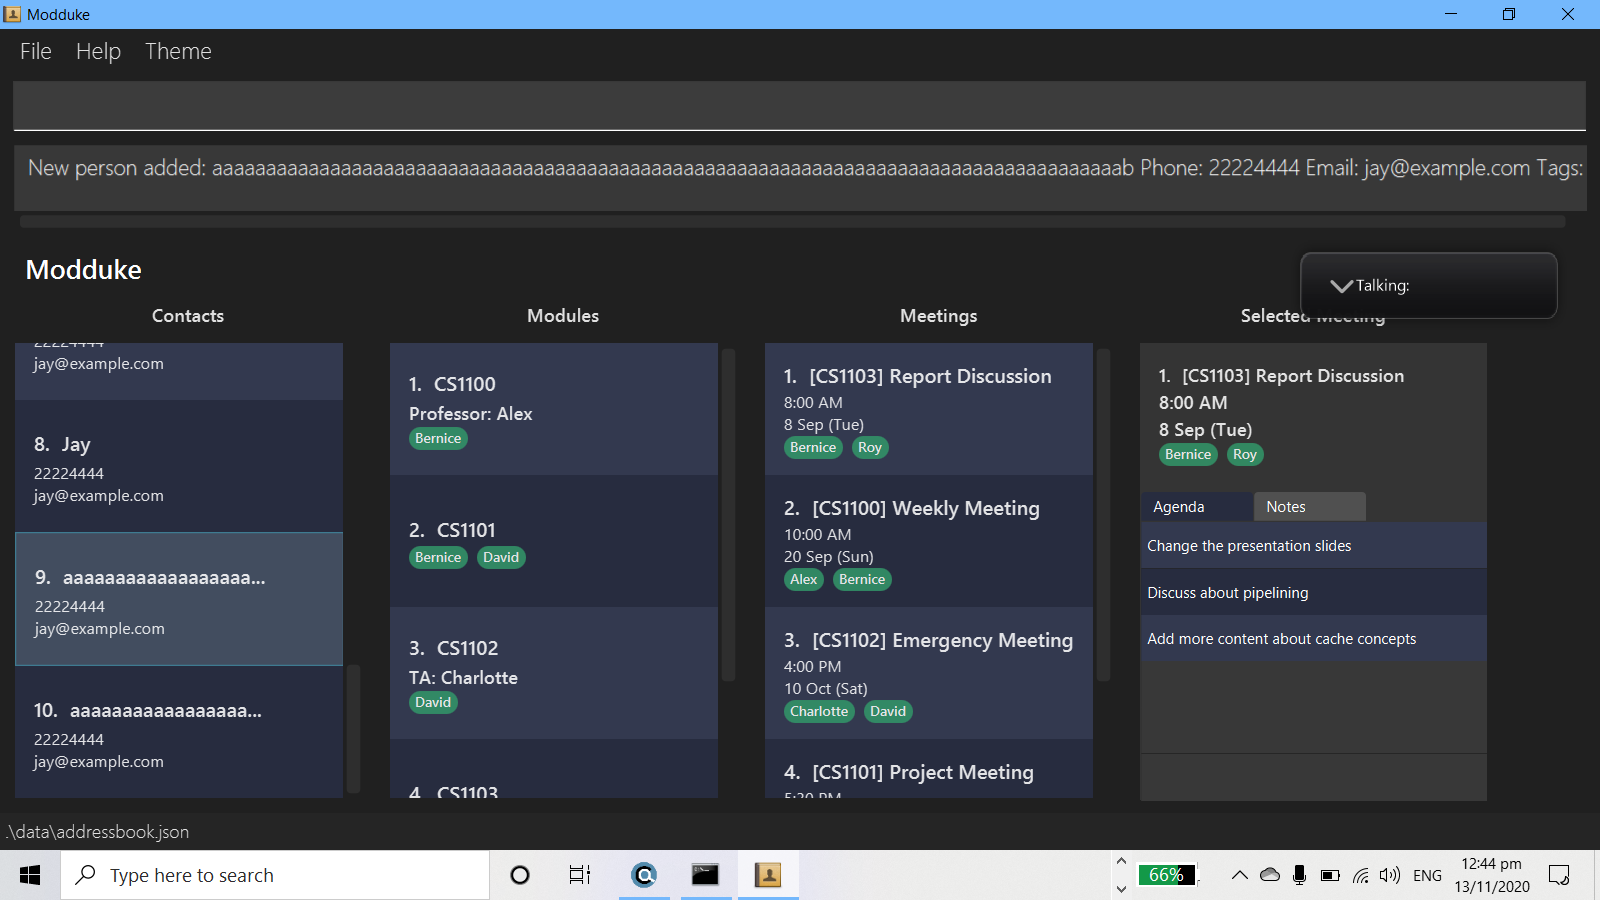 Modduke
File Help Theme
New person added: aaaaaaaaaaaaaaaaaaaaaaaaaaaaaaaaaaaaaaaaaaaaaaaaaaaaaaaaaaaaaaaaaaaaaaaaaaaaaaaaaaaaab Phone: 22224444 Email: jay@example.com Tags:
Modduke
Talking:
Contacts
22224444
jay@example.com
8. Jay
22224444
jay@example.com
9. aaaaaaaaaaaaaaaaaa...
22224444
jay@example.com
10. aaaaaaaaaaaaaaaaa...
22224444
jay@example.com
Modules
1. CS1100
Professor: Alex
Bernice
2. CS1101
Bernice David
3. CS1102
TA: Charlotte
David
4. CS1103
Meetings
1. [CS1103] Report Discussion
8:00 AM
8 Sep (Tue)
Bernice Roy
2. [CS1100] Weekly Meeting
10:00 AM
20 Sep (Sun)
Alex Bernice
3. [CS1102] Emergency Meeting
4:00 PM
10 Oct (Sat)
Charlotte David
4. [CS1101] Project Meeting
5:30 PM
Selected Meeting
1. [CS1103] Report Discussion
8:00 AM
8 Sep (Tue)
Bernice Roy
Agenda Notes
Change the presentation slides
Discuss about pipelining
Add more content about cache concepts
.\data\addressbook.json
Type here to search
66%
ENG
12:44 pm
13/11/2020